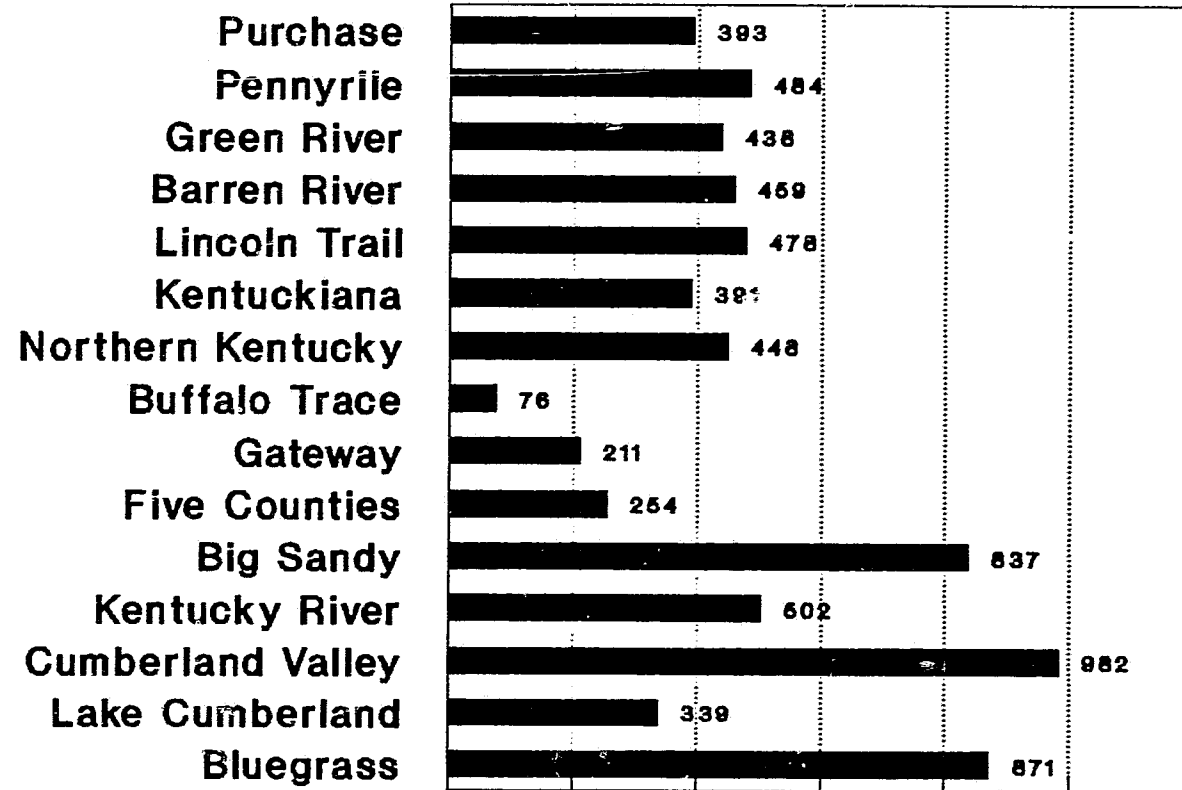 Purchase 393
Pennyrile 484
Green River 438
Barren River 459
Lincoln Trail 478
Kentuckiana 391
Northern Kentucky 448
Buffalo Trace 76
Gateway 211
Five Counties 254
Big Sandy 837
Kentucky River 502
Cumberland Valley 982
Lake Cumberland 339
Bluegrass 871